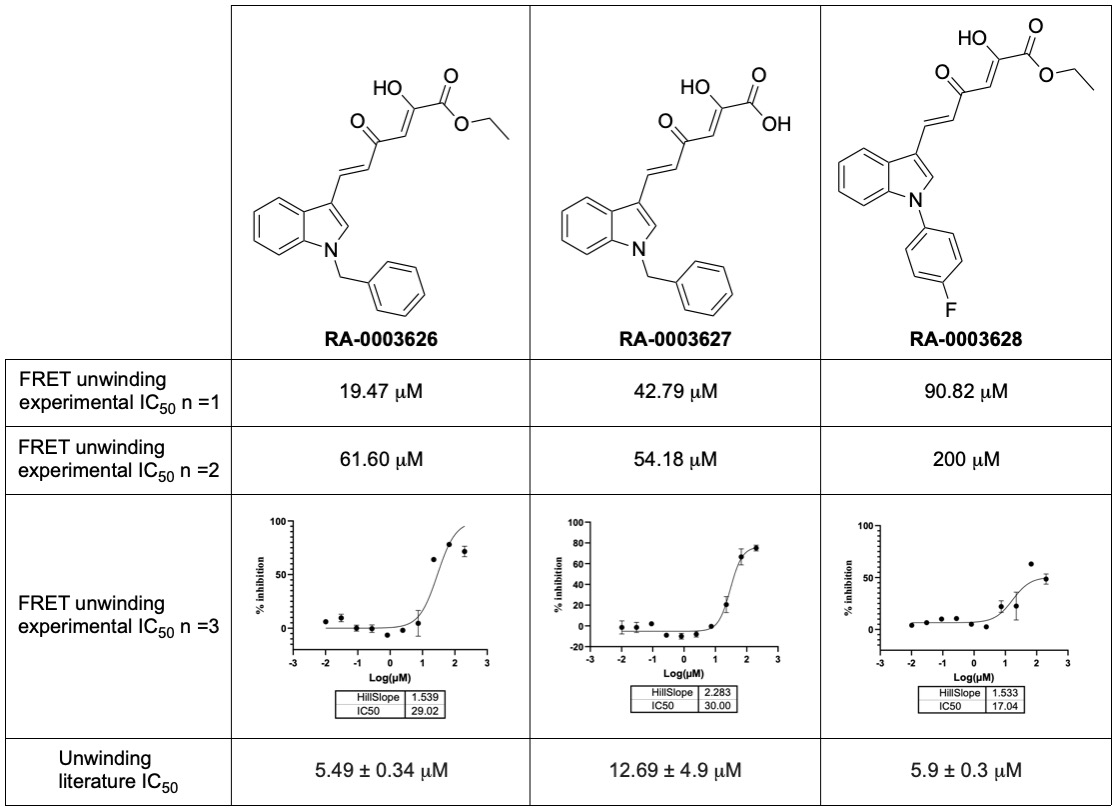 HO
O
O
O
N
RA-0003626
HO
O
O
OH
N
RA-0003627
HO
O
O
O
N
F
RA-0003628
FRET unwinding
experimental IC50 n =1
19.47 μM
42.79 μM
90.82 μM
FRET unwinding
experimental IC50 n =2
61.60 μM
54.18 μM
200 μM
FRET unwinding
experimental IC50 n =3
% inhibition
100
50
0
-3 -2 -1 0 1 2 3
Log(μM)
HillSlope 1.539
IC50 29.02
% inhibition
100
80
60
40
20
0
-20
-3 -2 -1 0 1 2 3
Log(μM)
HillSlope 2.283
IC50 30.00
% inhibition
100
50
0
-3 -2 -1 0 1 2 3
Log(μM)
HillSlope 1.533
IC50 17.04
Unwinding
literature IC50
5.49 ± 0.34 μM
12.69 ± 4.9 μM
5.9 ± 0.3 μM